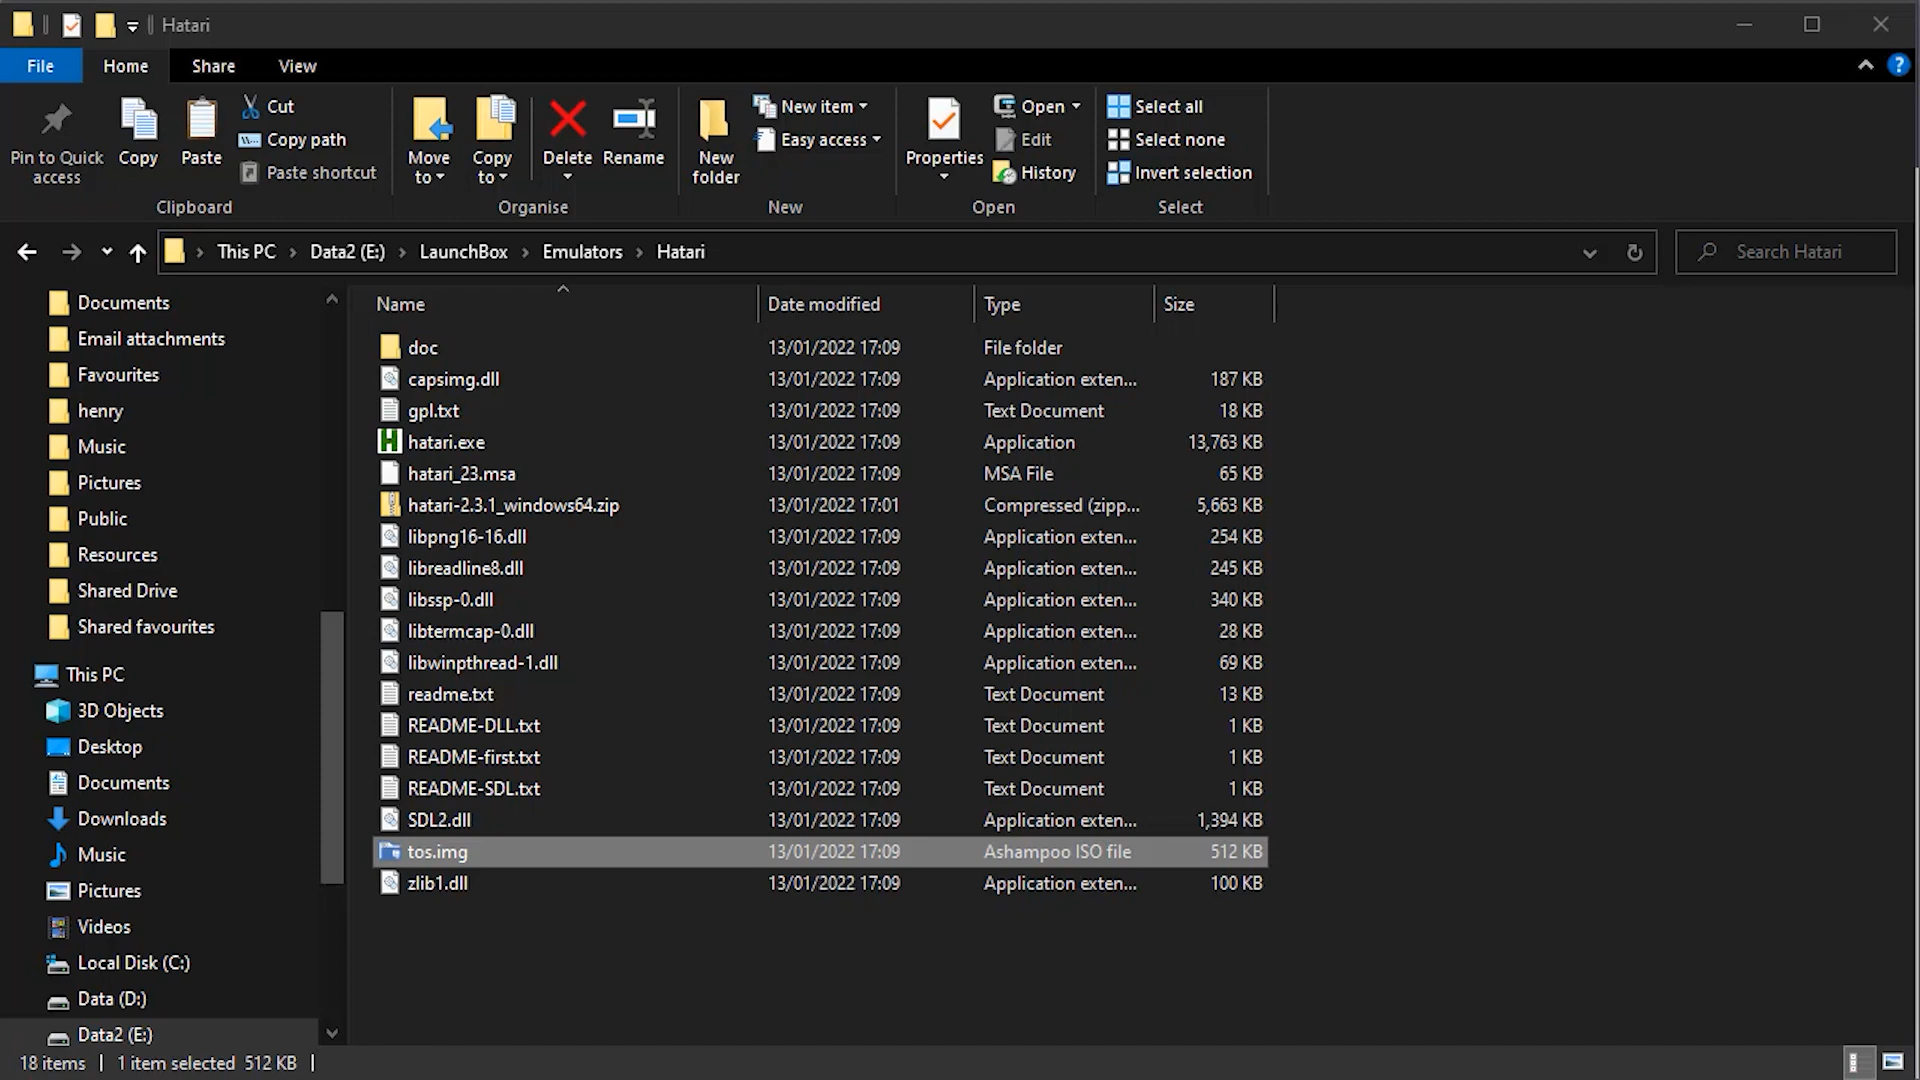 Hatari
File Home Share View
Pin to Quick access
Copy
Paste
Cut
Copy path
Paste shortcut
Clipboard
Move to
Copy to
Delete
Rename
Organise
New folder
New item
Easy access
New
Properties
Open
Edit
History
Open
Select all
Select none
Invert selection
Select
This PC > Data2 (E:) > LaunchBox > Emulators > Hatari
Search Hatari
Documents
Email attachments
Favourites
henry
Music
Pictures
Public
Resources
Shared Drive
Shared favourites
This PC
3D Objects
Desktop
Documents
Downloads
Music
Pictures
Videos
Local Disk (C:)
Data (D:)
Data2 (E:)
Name Date modified Type Size
doc 13/01/2022 17:09 File folder
capsimg.dll 13/01/2022 17:09 Application exten... 187 KB
gpl.txt 13/01/2022 17:09 Text Document 18 KB
hatari.exe 13/01/2022 17:09 Application 13,763 KB
hatari_23.msa 13/01/2022 17:09 MSA File 65 KB
hatari-2.3.1_windows64.zip 13/01/2022 17:01 Compressed (zipp... 5,663 KB
libpng16-16.dll 13/01/2022 17:09 Application exten... 254 KB
libreadline8.dll 13/01/2022 17:09 Application exten... 245 KB
libssp-0.dll 13/01/2022 17:09 Application exten... 340 KB
libtermcap-0.dll 13/01/2022 17:09 Application exten... 28 KB
libwinpthread-1.dll 13/01/2022 17:09 Application exten... 69 KB
readme.txt 13/01/2022 17:09 Text Document 13 KB
README-DLL.txt 13/01/2022 17:09 Text Document 1 KB
README-first.txt 13/01/2022 17:09 Text Document 1 KB
README-SDL.txt 13/01/2022 17:09 Text Document 1 KB
SDL2.dll 13/01/2022 17:09 Application exten... 1,394 KB
tos.img 13/01/2022 17:09 Ashampoo ISO file 512 KB
zlib1.dll 13/01/2022 17:09 Application exten... 100 KB
18 items 1 item selected 512 KB